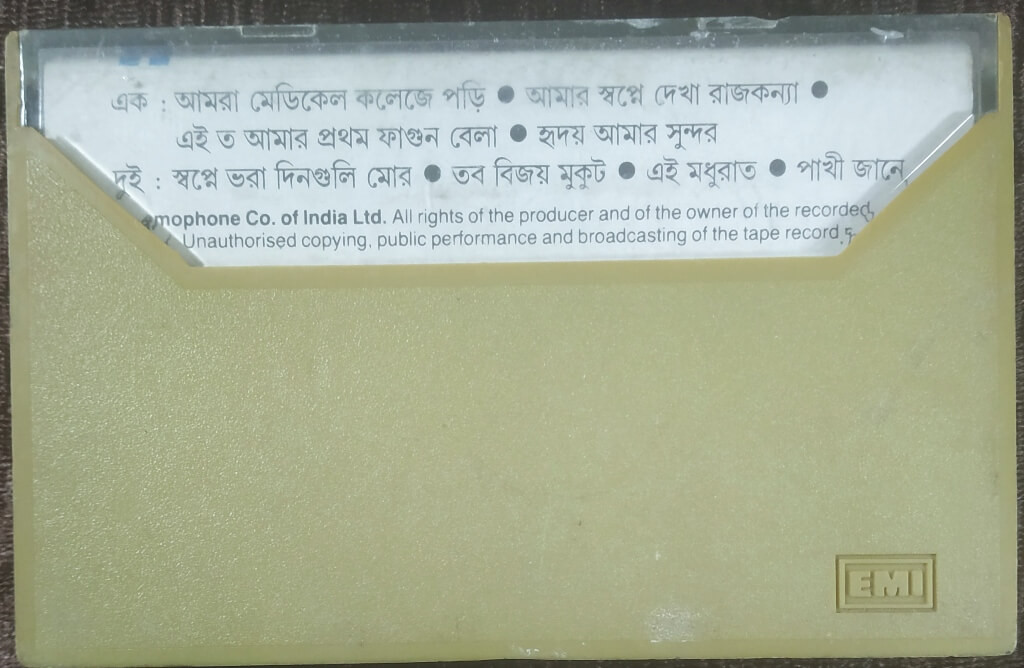 এক : আমরা মেডিকেল কলেজে পড়ি ● আমার স্বপ্নে দেখা রাজকন্যা ●
এই ত আমার প্রথম ফাগুন বেলা ● হৃদয় আমার সুন্দর
দুই : স্বপ্নে ভরা দিনগুলি মোর ● তব বিজয় মুকুট ● এই মধুরাত ● পাখী জানে
mophone Co. of India Ltd. All rights of the producer and of the owner of the recorded
Unauthorised copying, public performance and broadcasting of the tape record
EMI